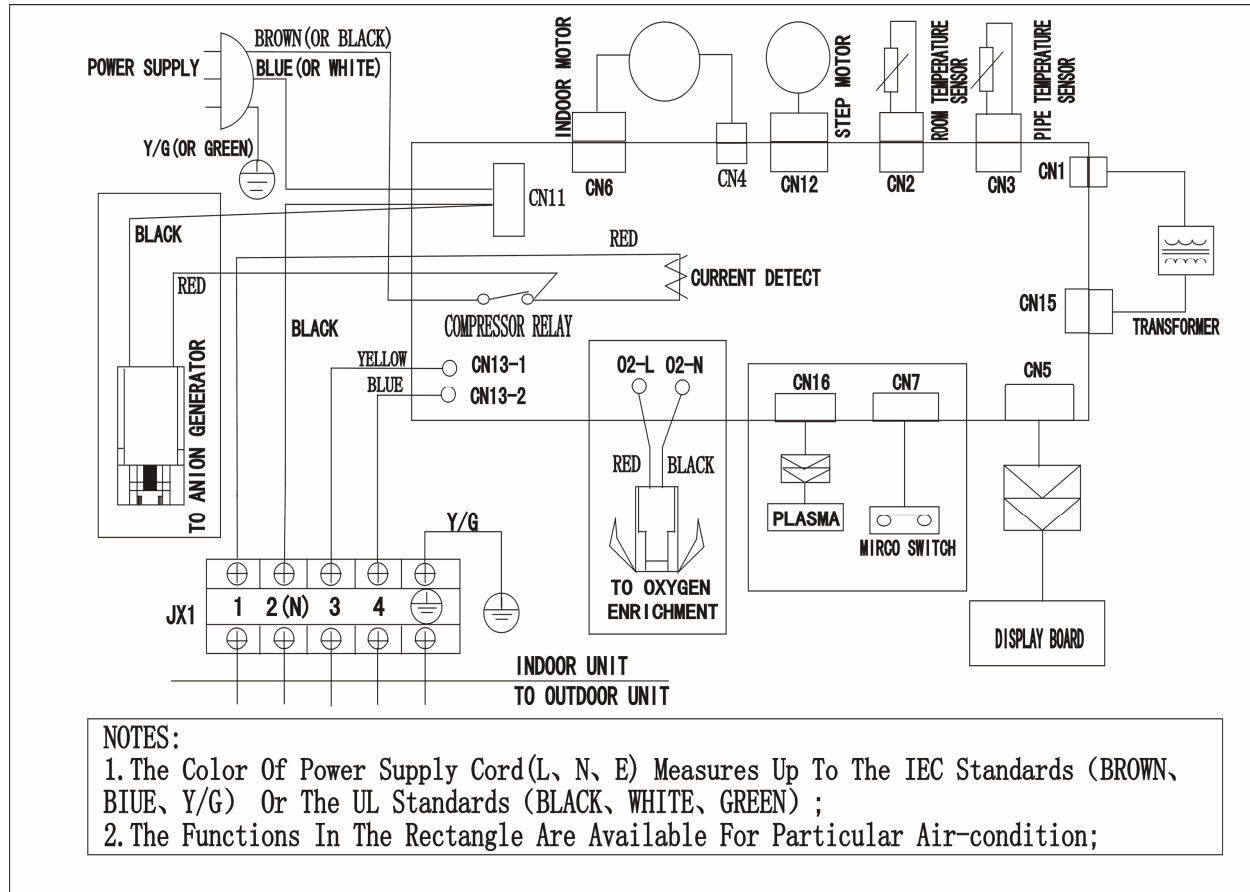 BROWN(OR BLACK)
POWER SUPPLY
BLUE(OR WHITE)
Y/G(OR GREEN)
INDOOR MOTOR
STEP MOTOR
ROOM TEMPERATURE
SENSOR
PIPE TEMPERATURE
SENSOR
CN6
CN4
CN12
CN2
CN3
CN1
CN11
BLACK
RED
RED
CURRENT DETECT
CN15
TRANSFORMER
BLACK
COMPRESSOR RELAY
YELLOW
CN13-1
BLUE
CN13-2
TO ANION GENERATOR
O2-L O2-N
RED
BLACK
TO OXYGEN
ENRICHMENT
CN16
CN7
PLASMA
MIRCO SWITCH
CN5
DISPLAY BOARD
Y/G
JX1
1 2(N) 3 4
INDOOR UNIT
TO OUTDOOR UNIT
NOTES:
1.The Color Of Power Supply Cord(L、N、E) Measures Up To The IEC Standards (BROWN、
BIUE、Y/G) Or The UL Standards (BLACK、WHITE、GREEN) ;
2.The Functions In The Rectangle Are Available For Particular Air-condition;